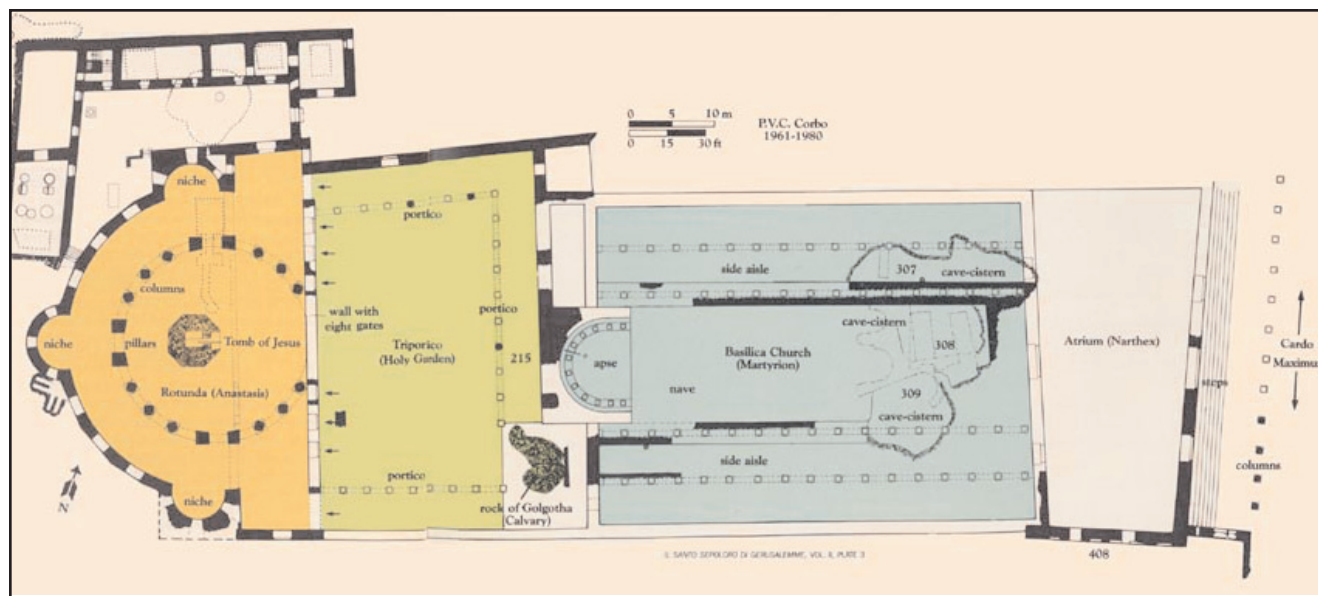 0 5 10 m
0 15 30 ft
P.V.C. Corbo
1961-1980
niche
portico
columns
side aisle
307
cave-cistern
wall with
eight gates
portico
cave-cistern
niche
pillars
Tomb of Jesus
Triporico
(Holy Garden)
215
apse
Basilica Church
(Martyrion)
308
Atrium (Narthex)
Cardo
Maximu
Rotunda (Anastasis)
nave
309
cave-cistern
steps
N
niche
portico
side aisle
columns
rock of Golgotha
Calvary)
IL SANTO SEPOLCRO DI GERUSALEMME, VOL. II, PLATE 3
408